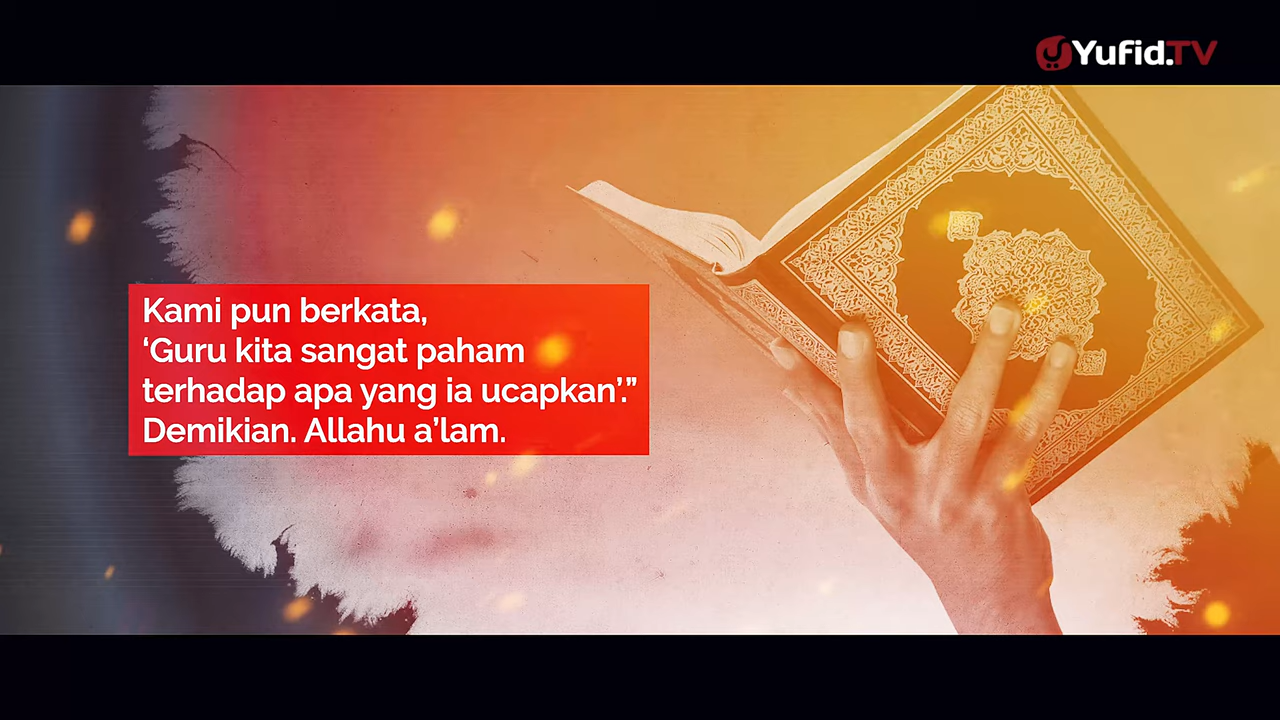 Yufid.TV
Kami pun berkata,
‘Guru kita sangat paham
terhadap apa yang ia ucapkan’.”
Demikian. Allahu a’lam.